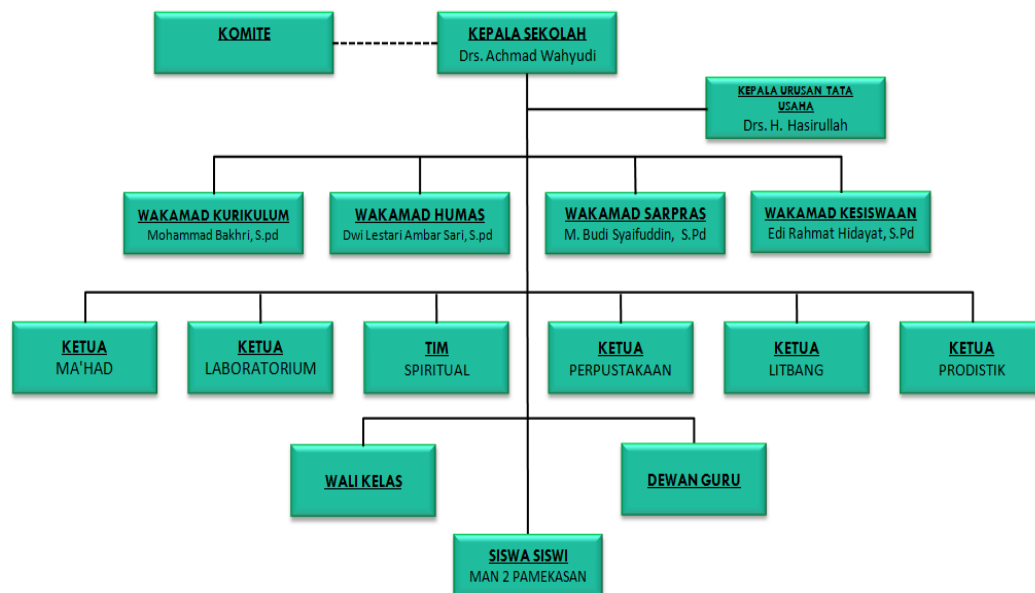 KOMITE
KEPALA SEKOLAH
Drs. Achmad Wahyudi
KEPALA URUSAN TATA
USAHA
Drs. H. Hasirullah
WAKAMAD KURIKULUM
Mohammad Bakhri, S.pd
WAKAMAD HUMAS
Dwi Lestari Ambar Sari, S.pd
WAKAMAD SARPRAS
M. Budi Syaifuddin, S.Pd
WAKAMAD KESISWAAN
Edi Rahmat Hidayat, S.Pd
KETUA
MA'HAD
KETUA
LABORATORIUM
TIM
SPIRITUAL
KETUA
PERPUSTAKAAN
KETUA
LITBANG
KETUA
PRODISTIK
WALI KELAS
DEWAN GURU
SISWA SISWI
MAN 2 PAMEKASAN